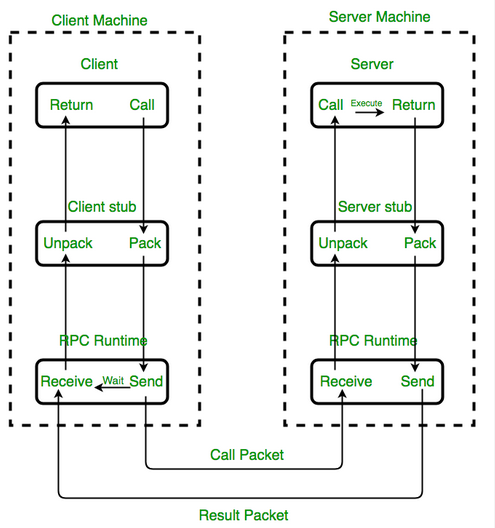 Client Machine
Server Machine
Client
Server
Return Call
Call Execute Return
Client stub
Server stub
Unpack Pack
Unpack Pack
RPC Runtime
RPC Runtime
Receive Wait Send
Receive Send
Call Packet
Result Packet